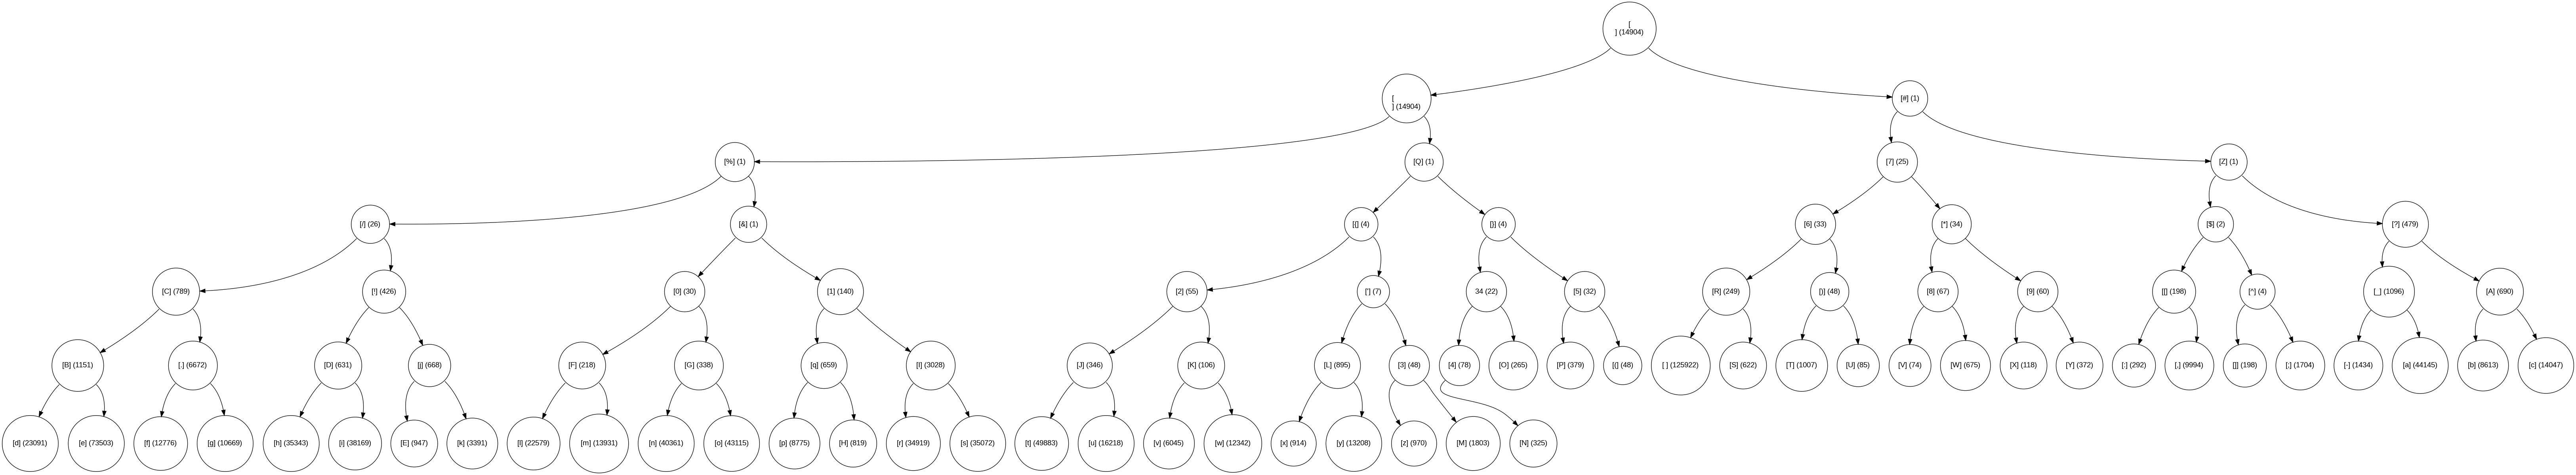 [
] (14904)
[
] (14904)
[#] (1)
[%] (1)
[Q] (1)
[7] (25)
[Z] (1)
[/] (26)
[&] (1)
[{] (4)
[}] (4)
[6] (33)
[*] (34)
[$] (2)
[?] (479)
[C] (789)
[!] (426)
[0] (30)
[1] (140)
[2] (55)
['] (7)
34 (22)
[5] (32)
[R] (249)
[)] (48)
[8] (67)
[9] (60)
[[] (198)
[^] (4)
[_] (1096)
[A] (690)
[B] (1151)
[.] (6672)
[D] (631)
[j] (668)
[F] (218)
[G] (338)
[q] (659)
[I] (3028)
[J] (346)
[K] (106)
[L] (895)
[3] (48)
[4] (78)
[O] (265)
[P] (379)
[(] (48)
[ ] (125922)
[S] (622)
[T] (1007)
[U] (85)
[V] (74)
[W] (675)
[X] (118)
[Y] (372)
[:] (292)
[,] (9994)
[]] (198)
[;] (1704)
[-] (1434)
[a] (44145)
[b] (8613)
[c] (14047)
[d] (23091)
[e] (73503)
[f] (12776)
[g] (10669)
[h] (35343)
[i] (38169)
[E] (947)
[k] (3391)
[l] (22579)
[m] (13931)
[n] (40361)
[o] (43115)
[p] (8775)
[H] (819)
[r] (34919)
[s] (35072)
[t] (49883)
[u] (16218)
[v] (6045)
[w] (12342)
[x] (914)
[y] (13208)
[z] (970)
[M] (1803)
[N] (325)